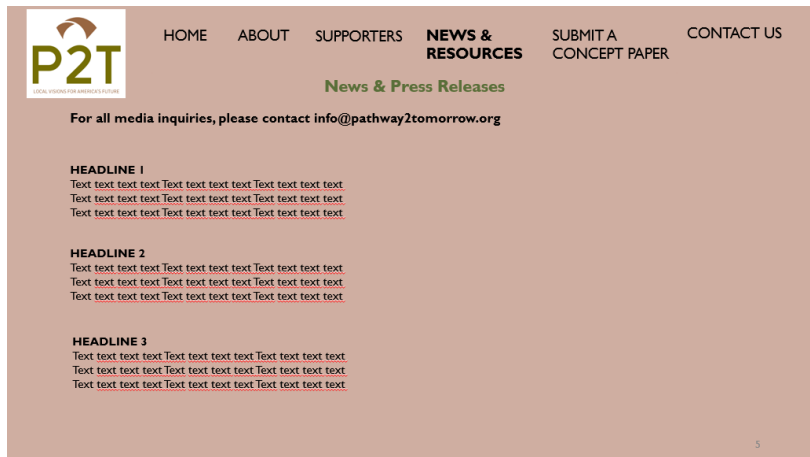 P2T
LOCAL VISIONS FOR AMERICA'S FUTURE
HOME
ABOUT
SUPPORTERS
NEWS &
RESOURCES
SUBMIT A
CONCEPT PAPER
CONTACT US
News & Press Releases
For all media inquiries, please contact info@pathway2tomorrow.org
HEADLINE 1
Text text text text Text text text text Text text text text
Text text text text Text text text text Text text text text
Text text text text Text text text text Text text text text
HEADLINE 2
Text text text text Text text text text Text text text text
Text text text text Text text text text Text text text text
Text text text text Text text text text Text text text text
HEADLINE 3
Text text text text Text text text text Text text text text
Text text text text Text text text text Text text text text
Text text text text Text text text text Text text text text
5